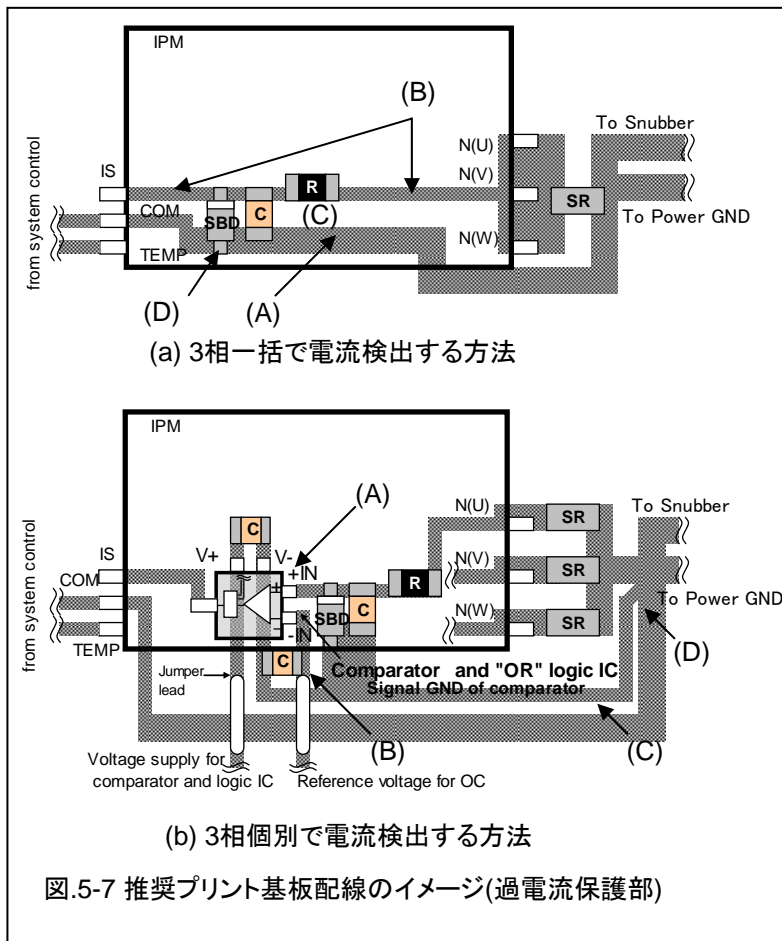 IPM
(B)
To Snubber
N(U)
IS
N(V)
R
COM
SBD
C
(C)
SR
To Power GND
TEMP
N(W)
from system control
(D)
(A)
(a) 3相一括で電流検出する方法
IPM
(A)
C
N(U)
SR
To Snubber
IS
V+
V-
+IN
R
N(V)
SR
COM
+
SBD
C
To Power GND
N(W)
SR
-
-IN
TEMP
from system control
(D)
C
Comparator and "OR" logic IC
Jumper
lead
Signal GND of comparator
(B)
(C)
Voltage supply for
comparator and logic IC
Reference voltage for OC
(b) 3相個別で電流検出する方法
図.5-7 推奨プリント基板配線のイメージ(過電流保護部)